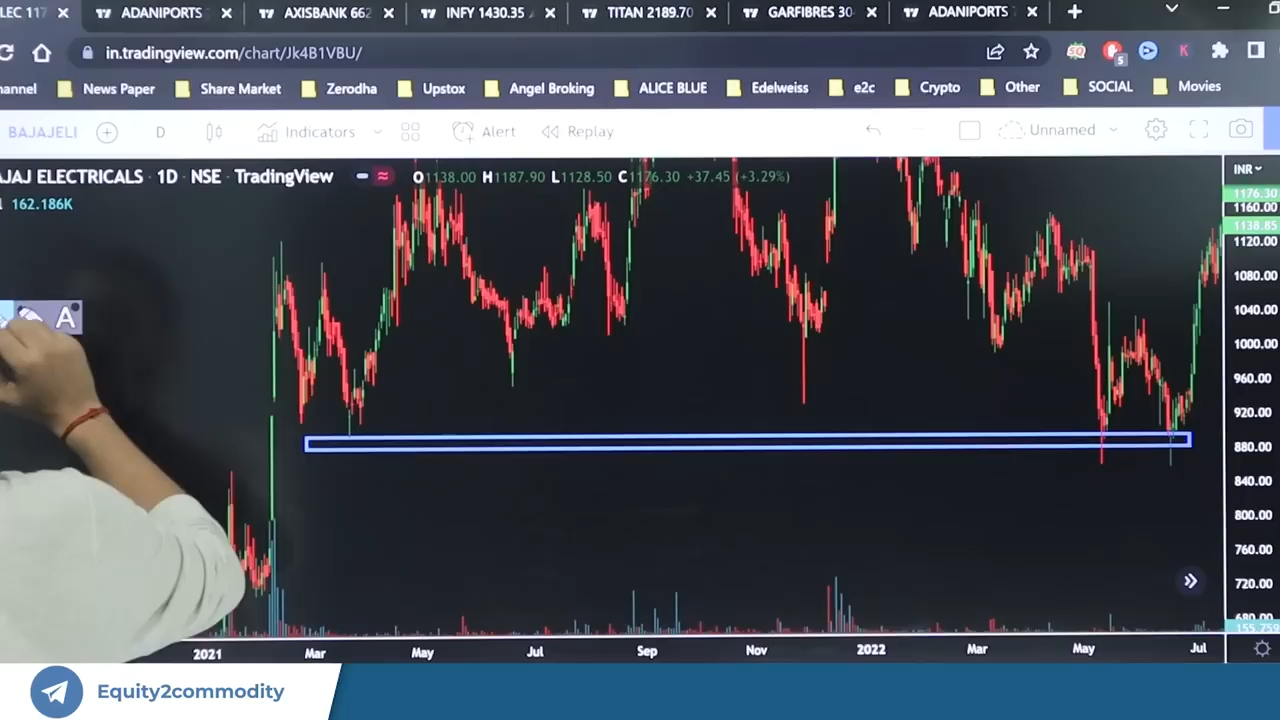 LEC 117 ADANIPORTS AXISBANK 662 INFY 1430.35 TITAN 2189.70 GARFIBRES 30 ADANIPORTS
in.tradingview.com/chart/Jk4B1VBU/
hannel News Paper Share Market Zerodha Upstox Angel Broking ALICE BLUE Edelweiss e2c Crypto Other SOCIAL Movies
BAJAJELI D Indicators Alert Replay Unnamed
AJAJ ELECTRICALS · 1D · NSE · TradingView O1138.00 H1187.90 L1128.50 C1176.30 +37.45 (+3.29%) INR
162.186K
1176.30
1160.00
1138.85
1120.00
1080.00
A
1040.00
1000.00
960.00
920.00
880.00
840.00
800.00
760.00
720.00
680.00
155.759
2021 Mar May Jul Sep Nov 2022 Mar May Jul
Equity2commodity